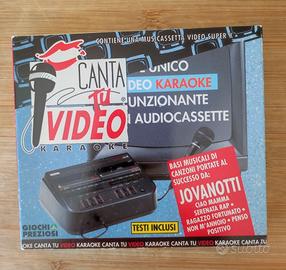 CONTIENE UNA MUSICASSETTA VIDEO SUPER
CANTA
TU
VIDEO
KARAOKE
UNICO
DEO KARAOKE
UNZIONANTE
AUDIOCASSETTE
BASI MUSICALI DI
CANZONI PORTATE AL
SUCCESSO DA:
JOVANOTTI
CIAO MAMMA
SERENATA RAP •
RAGAZZO FORTUNATO •
NON M'ANNOIO • PENSO
POSITIVO
GIOCHI
PREZIOSI
TESTI INCLUSI
KARAOKE CANTA TU VIDEO KARAOKE CANTA TU VIDEO KARAOKE CANTA TU
subito